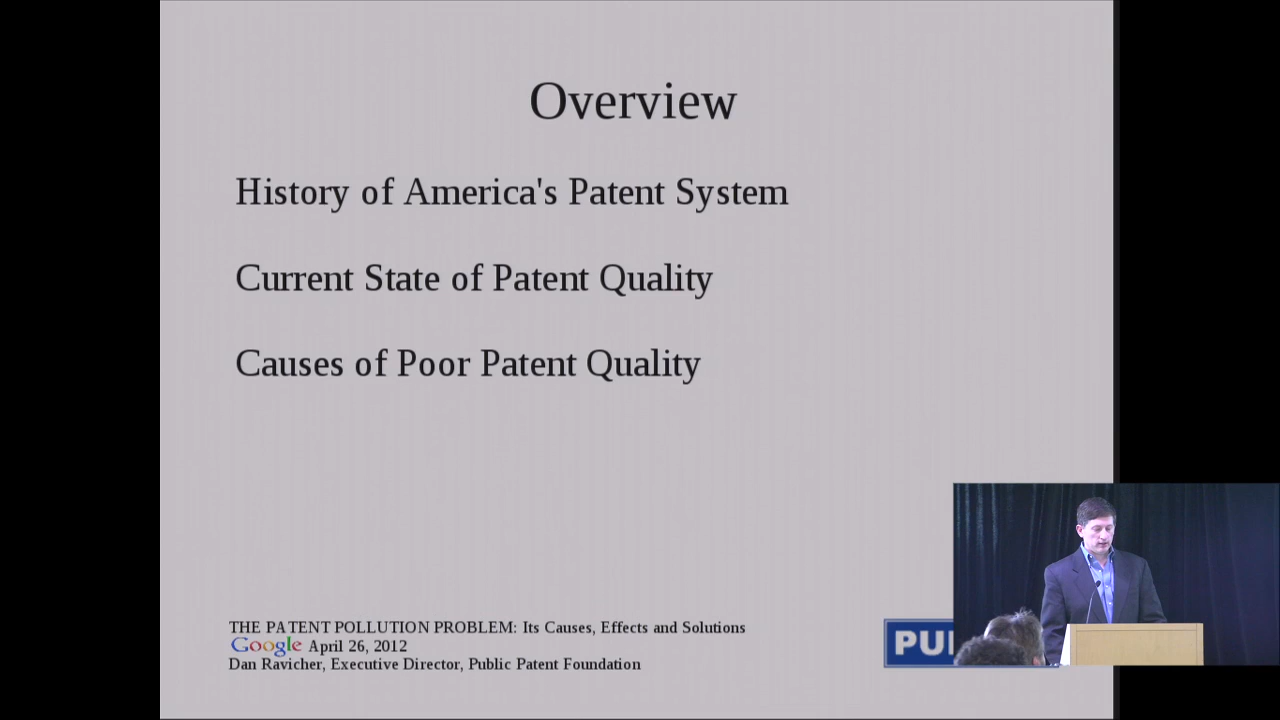 Overview
History of America's Patent System
Current State of Patent Quality
Causes of Poor Patent Quality
THE PATENT POLLUTION PROBLEM: Its Causes, Effects and Solutions
Google April 26, 2012
Dan Ravicher, Executive Director, Public Patent Foundation